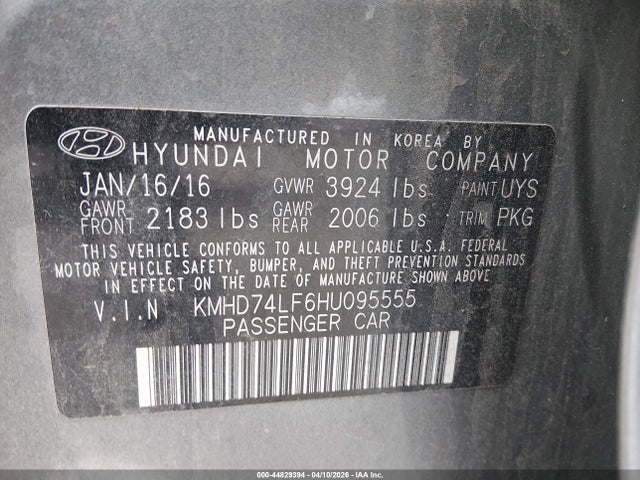 MANUFACTURED IN KOREA BY
HYUNDAI MOTOR COMPANY
JAN/16/16 GVWR 3924 lbs PAINT UYS
GAWR FRONT 2183 lbs GAWR REAR 2006 lbs TRIM PKG
THIS VEHICLE CONFORMS TO ALL APPLICABLE U.S.A. FEDERAL
MOTOR VEHICLE SAFETY, BUMPER, AND THEFT PREVENTION STANDARDS
IN EFFECT ON THE DATE OF MANUFACTURE SHOWN ABOVE.
V.I.N KMHD74LF6HU095555
PASSENGER CAR
000-44829394 | 04/10/2026 | IAA Inc.